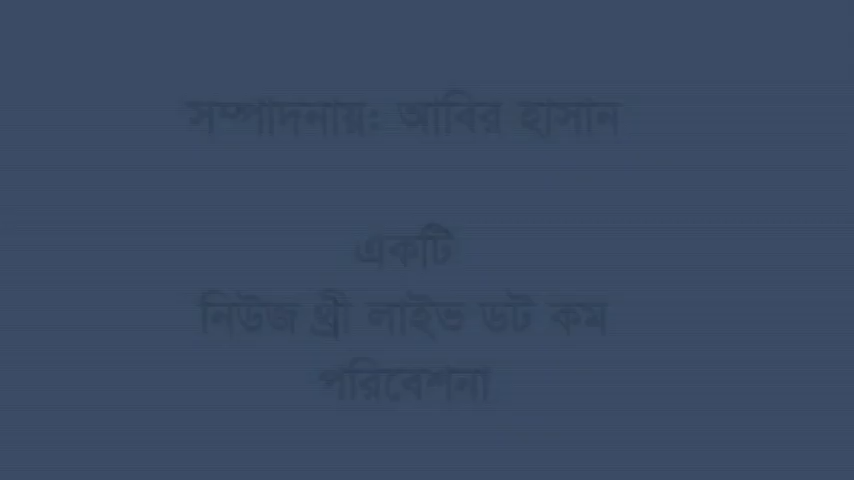 সম্পাদনায়ঃ আবির হাসান
একটি
নিউজ থ্রী লাইভ ডট কম
পরিবেশনা